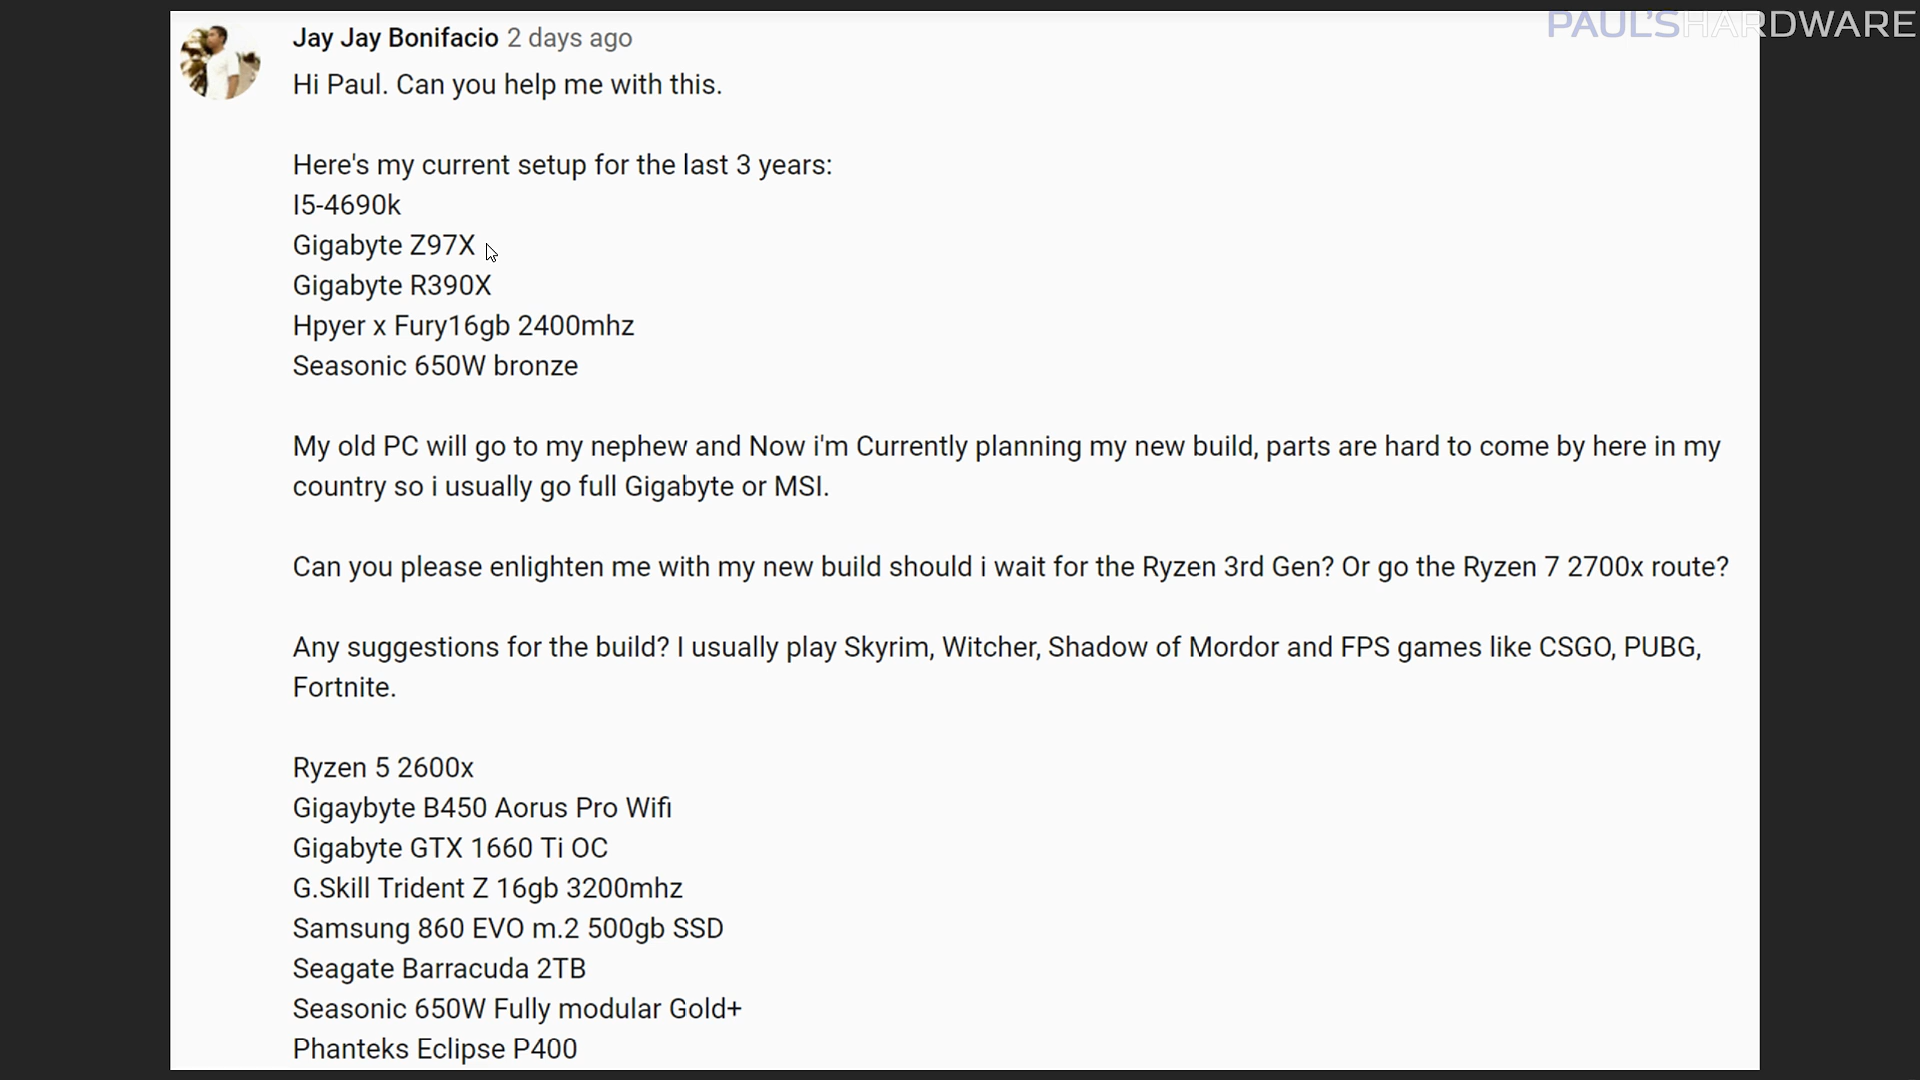 PAUL'SHARDWARE
Jay Jay Bonifacio 2 days ago
Hi Paul. Can you help me with this.
Here's my current setup for the last 3 years:
I5-4690k
Gigabyte Z97X
Gigabyte R390X
Hpyer x Fury16gb 2400mhz
Seasonic 650W bronze
My old PC will go to my nephew and Now i'm Currently planning my new build, parts are hard to come by here in my
country so i usually go full Gigabyte or MSI.
Can you please enlighten me with my new build should i wait for the Ryzen 3rd Gen? Or go the Ryzen 7 2700x route?
Any suggestions for the build? I usually play Skyrim, Witcher, Shadow of Mordor and FPS games like CSGO, PUBG,
Fortnite.
Ryzen 5 2600x
Gigaybyte B450 Aorus Pro Wifi
Gigabyte GTX 1660 Ti OC
G.Skill Trident Z 16gb 3200mhz
Samsung 860 EVO m.2 500gb SSD
Seagate Barracuda 2TB
Seasonic 650W Fully modular Gold+
Phanteks Eclipse P400